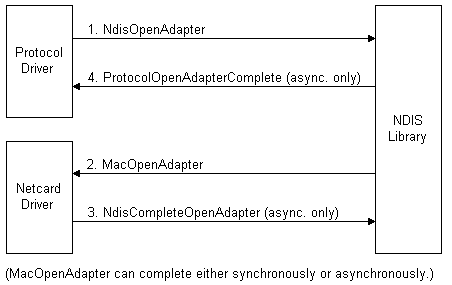 Protocol
Driver
1. NdisOpenAdapter
4. ProtocolOpenAdapterComplete (async. only)
NDIS
Library
Netcard
Driver
2. MacOpenAdapter
3. NdisCompleteOpenAdapter (async. only)
(MacOpenAdapter can complete either synchronously or asynchronously.)